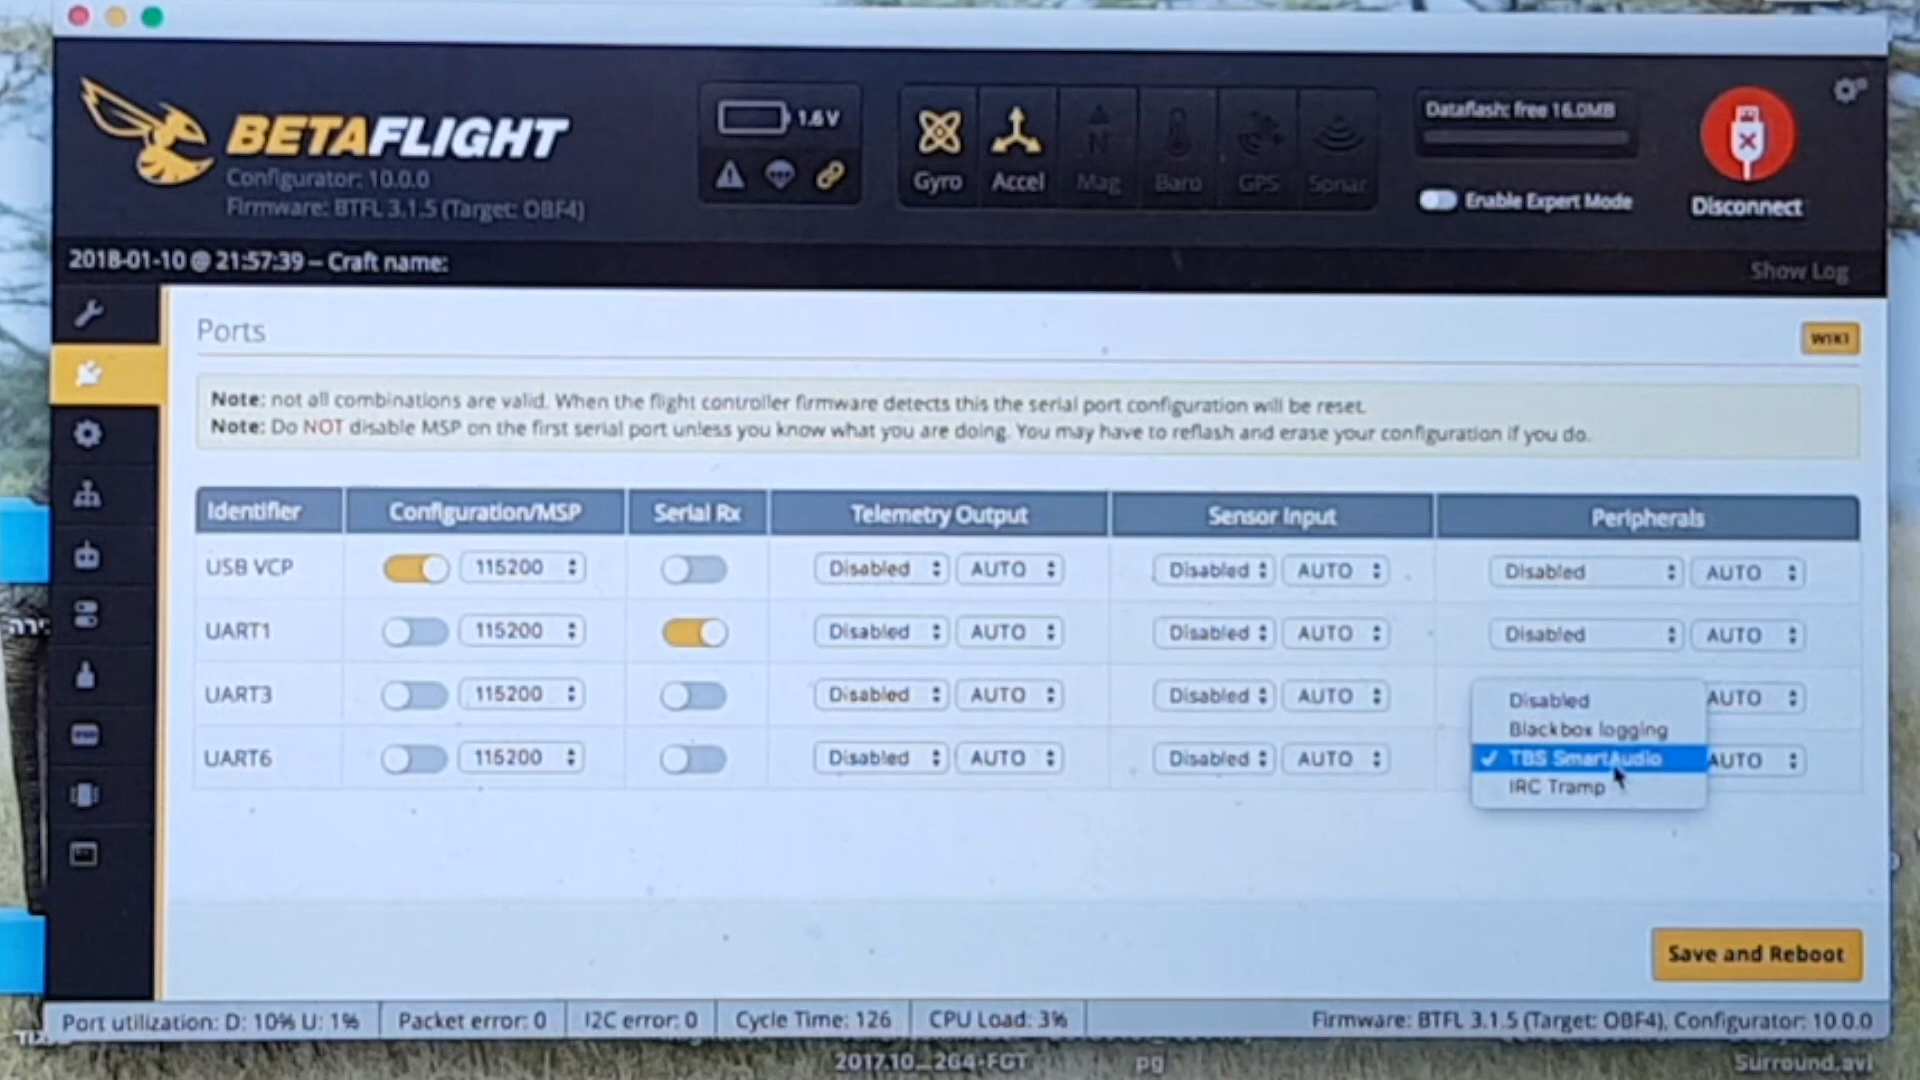 BETAFLIGHT
Configurator: 10.0.0
Firmware: BTFL 3.1.5 (Target: OBF4)
1.6 V
Gyro Accel Mag Baro GPS Sonar
Dataflash: free 16.0MB
Enable Expert Mode
Disconnect
2018-01-10 @ 21:57:39 – Craft name:
Show Log
Ports
WIKI
Note: not all combinations are valid. When the flight controller firmware detects this the serial port configuration will be reset.
Note: Do NOT disable MSP on the first serial port unless you know what you are doing. You may have to reflash and erase your configuration if you do.
Identifier Configuration/MSP Serial Rx Telemetry Output Sensor Input Peripherals
USB VCP 115200 Disabled AUTO Disabled AUTO Disabled AUTO
UART1 115200 Disabled AUTO Disabled AUTO Disabled AUTO
UART3 115200 Disabled AUTO Disabled AUTO AUTO
UART6 115200 Disabled AUTO Disabled AUTO AUTO
Disabled
Blackbox logging
TBS SmartAudio
IRC Tramp
Save and Reboot
Port utilization: D: 10% U: 1% Packet error: 0 I2C error: 0 Cycle Time: 126 CPU Load: 3% Firmware: BTFL 3.1.5 (Target: OBF4), Configurator: 10.0.0
pg
Surround.avi